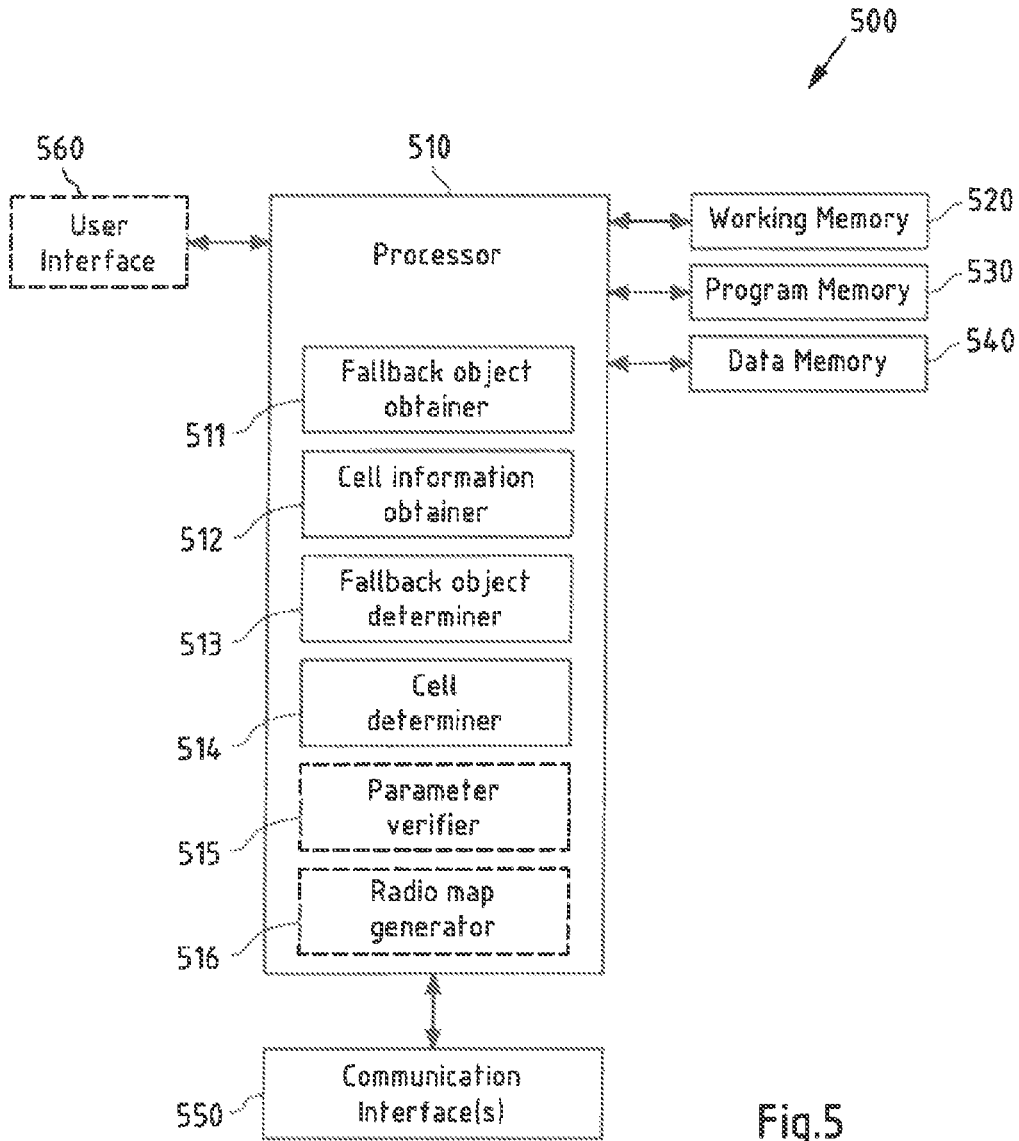 500
560
510
User
Interface
Processor
Working Memory
520
Program Memory
530
Data Memory
540
Fallback object
obtainer
511
Cell information
obtainer
512
Fallback object
determiner
513
Cell
determiner
514
Parameter
verifier
515
Radio map
generator
516
Communication
Interface(s)
550
Fig.5